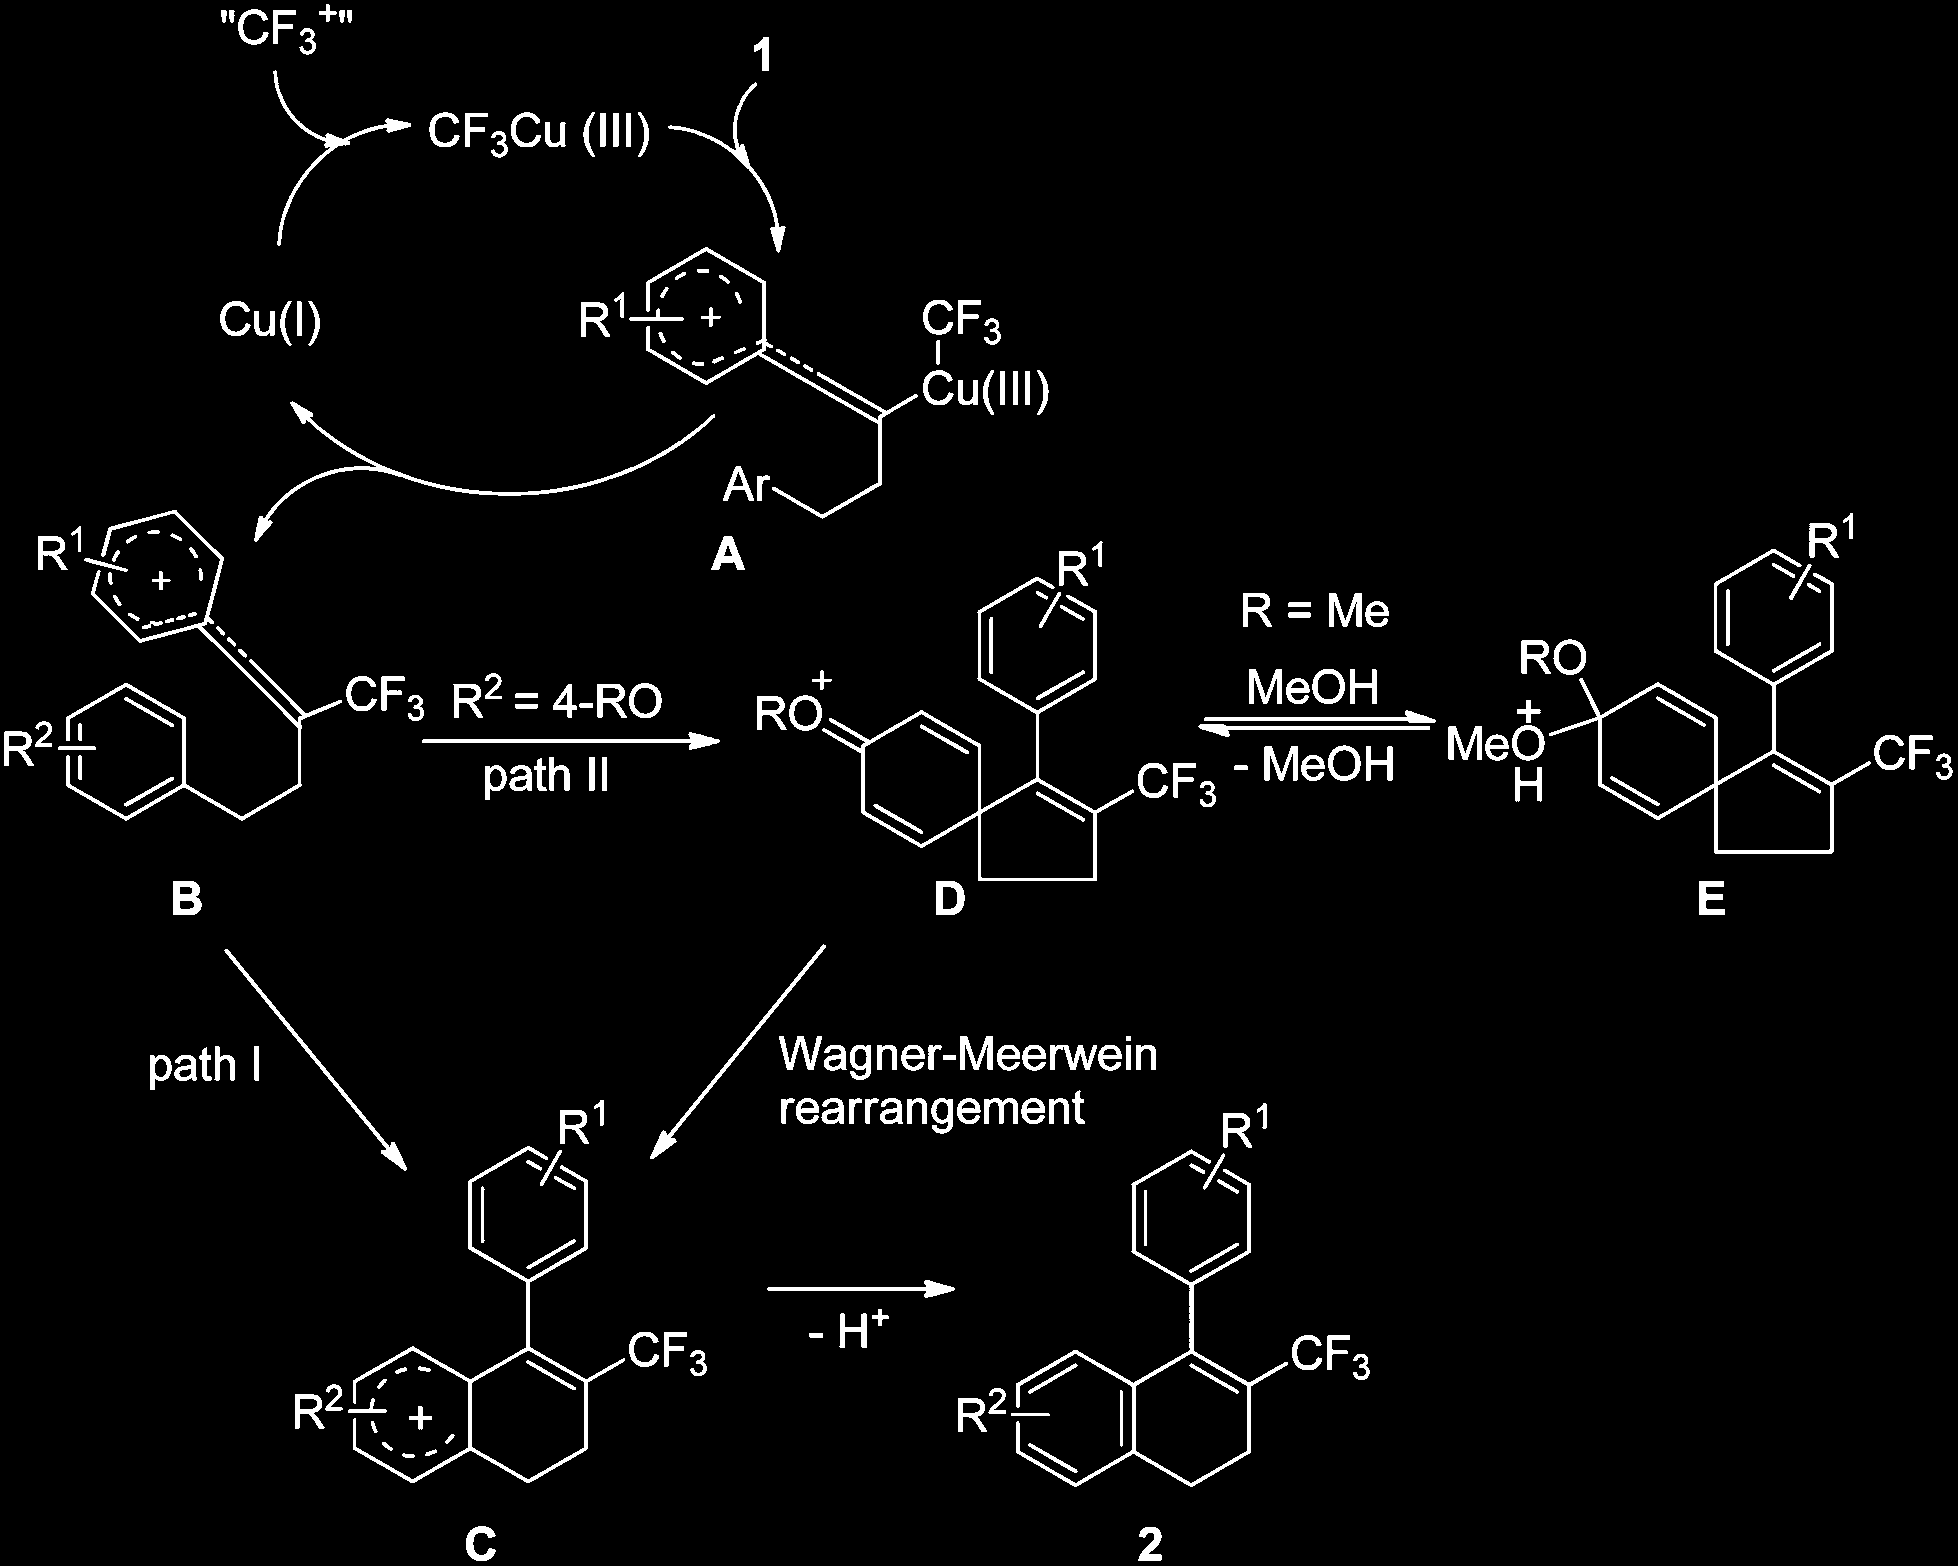 "CF3+"
1
CF3Cu (III)
Cu(I)
R1
+
CF3
Cu(III)
Ar
A
R1
+
R2
CF3
B
R2 = 4-RO
path II
R1
+
RO
CF3
D
R = Me
MeOH
- MeOH
R1
RO
+
MeO
H
CF3
E
path I
Wagner-Meerwein
rearrangement
R1
CF3
R2
+
C
- H+
R1
CF3
R2
2